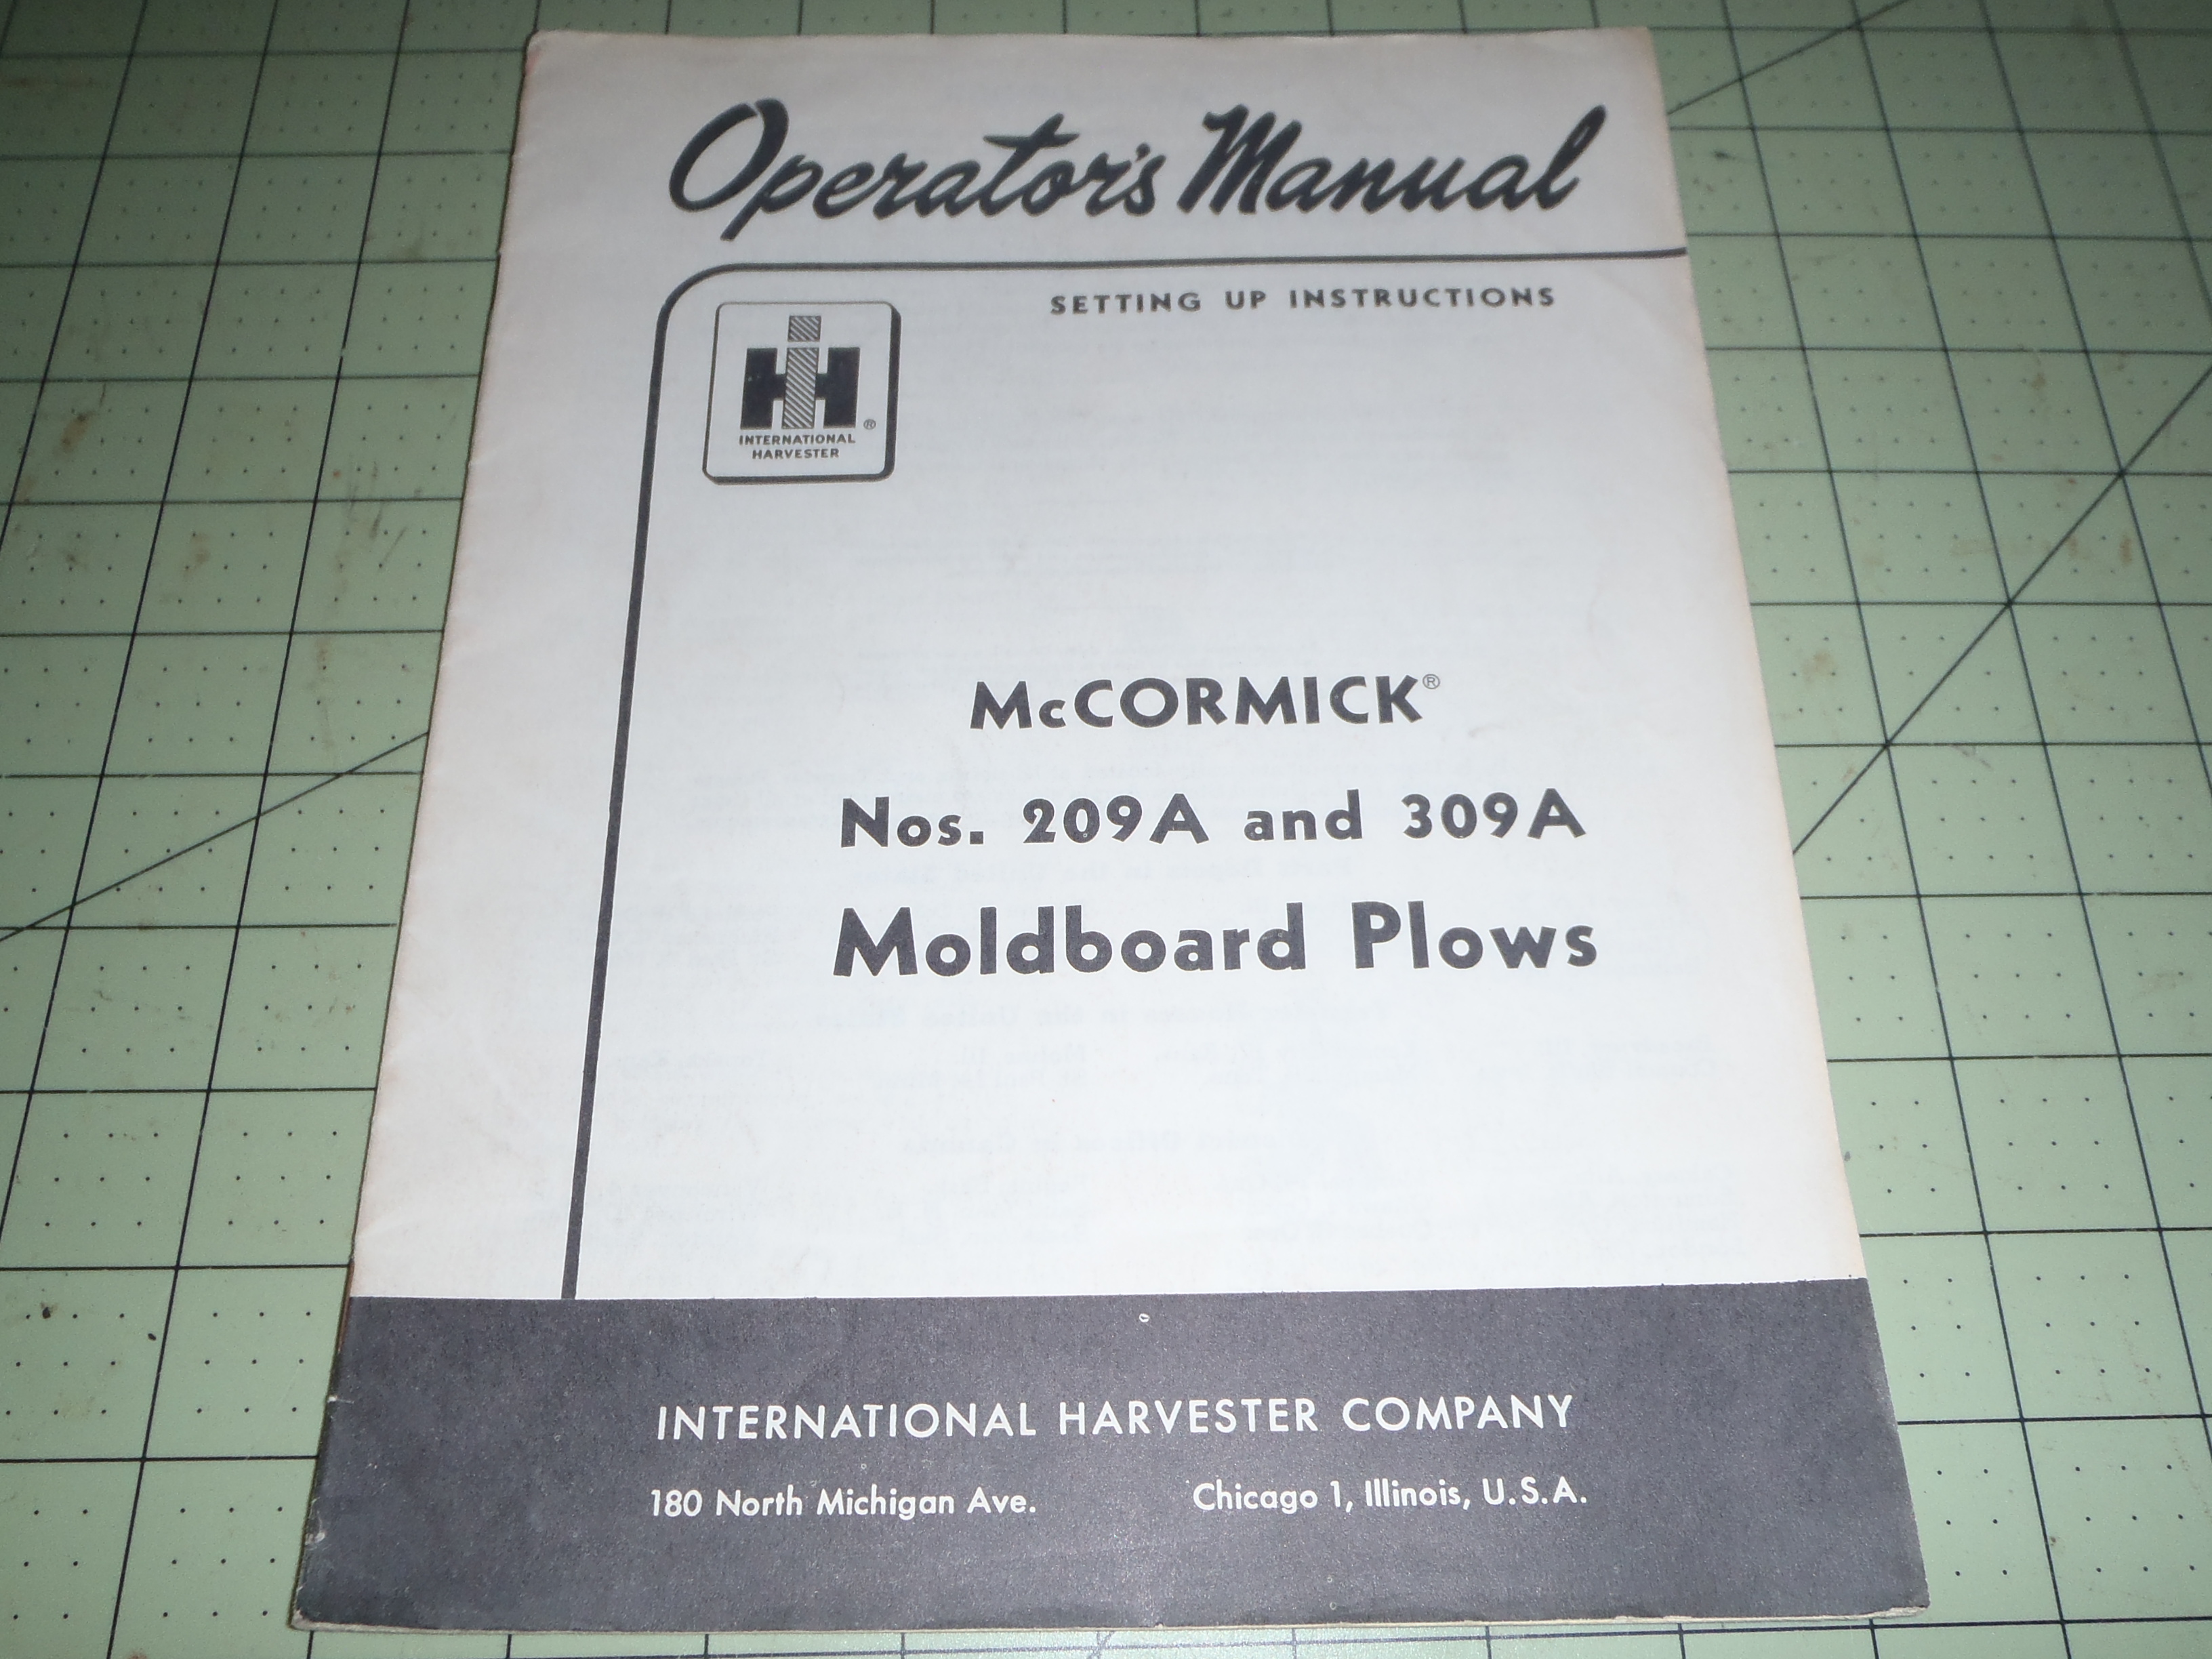 Operator's Manual
SETTING UP INSTRUCTIONS
IH ®
INTERNATIONAL
HARVESTER
McCORMICK®
Nos. 209A and 309A
Moldboard Plows
INTERNATIONAL HARVESTER COMPANY
180 North Michigan Ave. Chicago 1, Illinois, U.S.A.